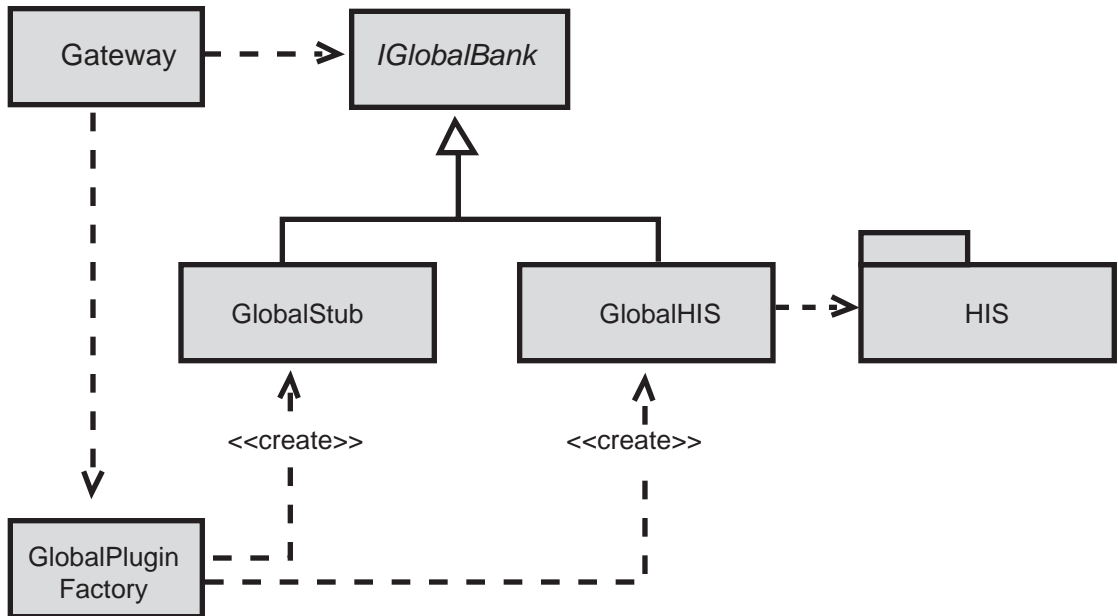 Gateway
IGlobalBank
GlobalStub
GlobalHIS
HIS
<<create>>
<<create>>
GlobalPlugin
Factory